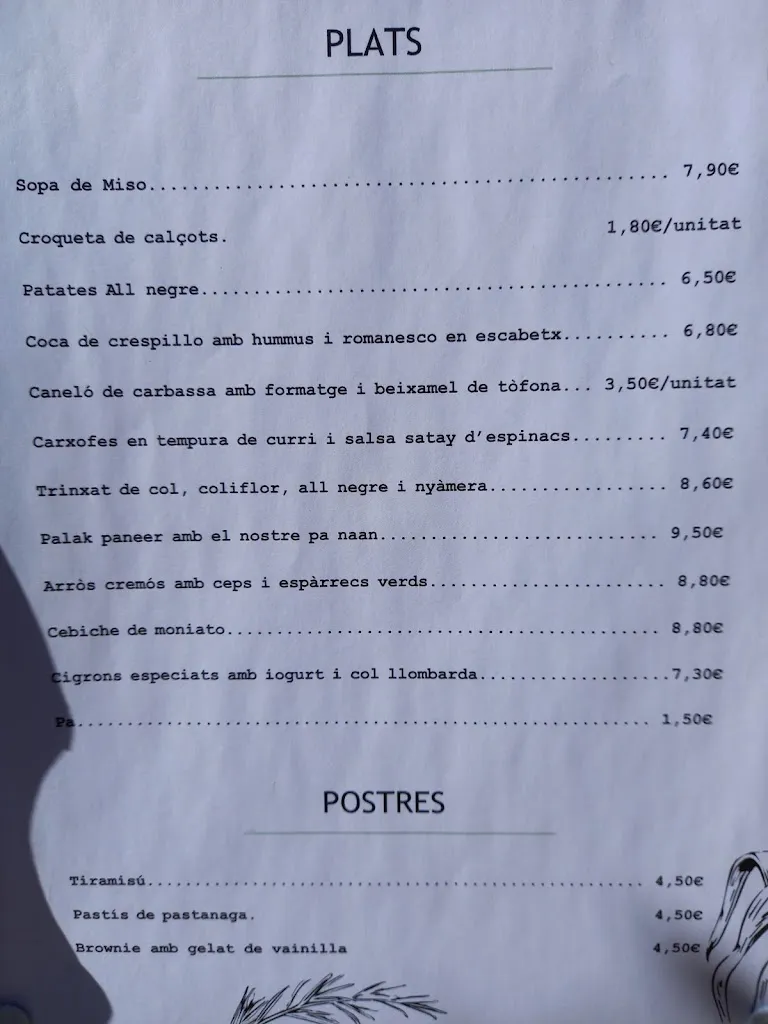 PLATS
Sopa de Miso................................................ 7,90€
Croqueta de calçots. 1,80€/unitat
Patates All negre........................................... 6,50€
Coca de crespillo amb hummus i romanesco en escabetx.......... 6,80€
Caneló de carbassa amb formatge i beixamel de tòfona... 3,50€/unitat
Carxofes en tempura de curri i salsa satay d'espinacs......... 7,40€
Trinxat de col, coliflor, all negre i nyàmera................. 8,60€
Palak paneer amb el nostre pa naan.......................... 9,50€
Arròs cremós amb ceps i espàrrecs verds....................... 8,80€
Cebiche de moniato.......................................... 8,80€
Cigrons especiats amb iogurt i col llombarda...................7,30€
Pa.......................................................... 1,50€
POSTRES
Tiramisú...................................................... 4,50€
Pastís de pastanaga. 4,50€
Brownie amb gelat de vainilla 4,50€